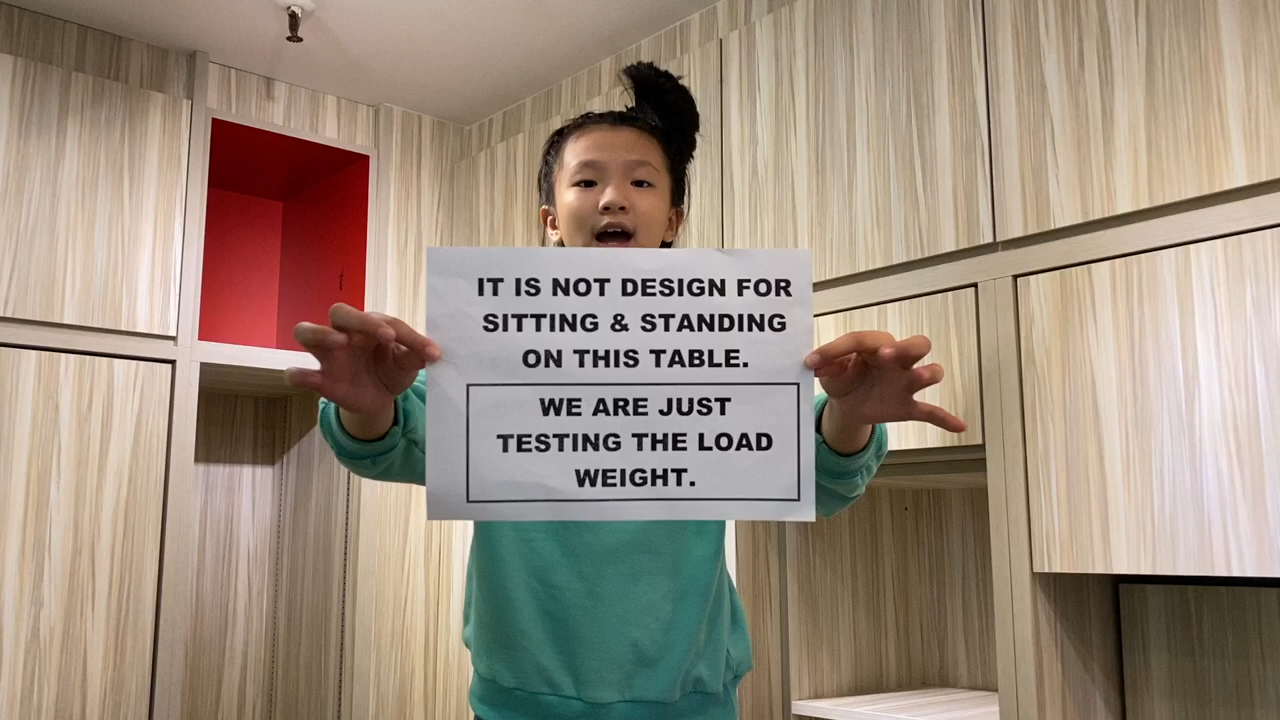 IT IS NOT DESIGN FOR
SITTING & STANDING
ON THIS TABLE.
WE ARE JUST
TESTING THE LOAD
WEIGHT.